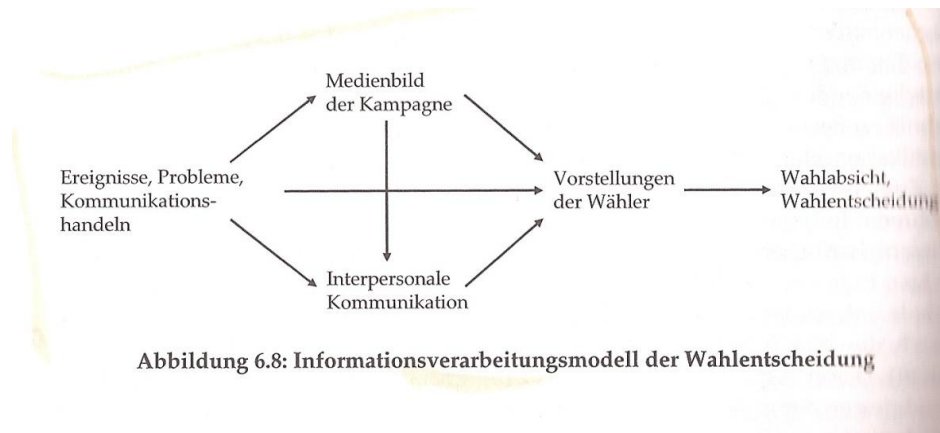 Medienbild
der Kampagne
Ereignisse, Probleme,
Kommunikations-
handeln
Vorstellungen
der Wähler
Wahlabsicht,
Wahlentscheidung
Interpersonale
Kommunikation
Abbildung 6.8: Informationsverarbeitungsmodell der Wahlentscheidung